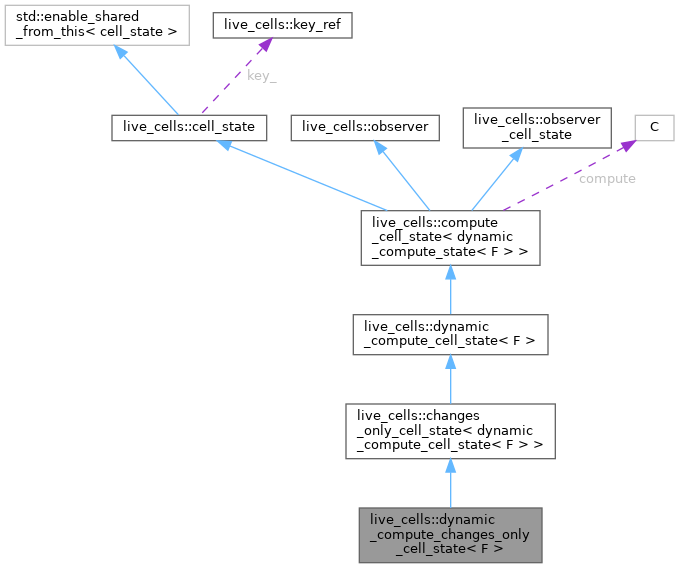 std::enable_shared
_from_this< cell_state >
live_cells::key_ref
key_
live_cells::cell_state
live_cells::observer
live_cells::observer
_cell_state
C
compute
live_cells::compute
_cell_state< dynamic
_compute_state< F > >
live_cells::dynamic
_compute_cell_state< F >
live_cells::changes
_only_cell_state< dynamic
_compute_cell_state< F > >
live_cells::dynamic
_compute_changes_only
_cell_state< F >